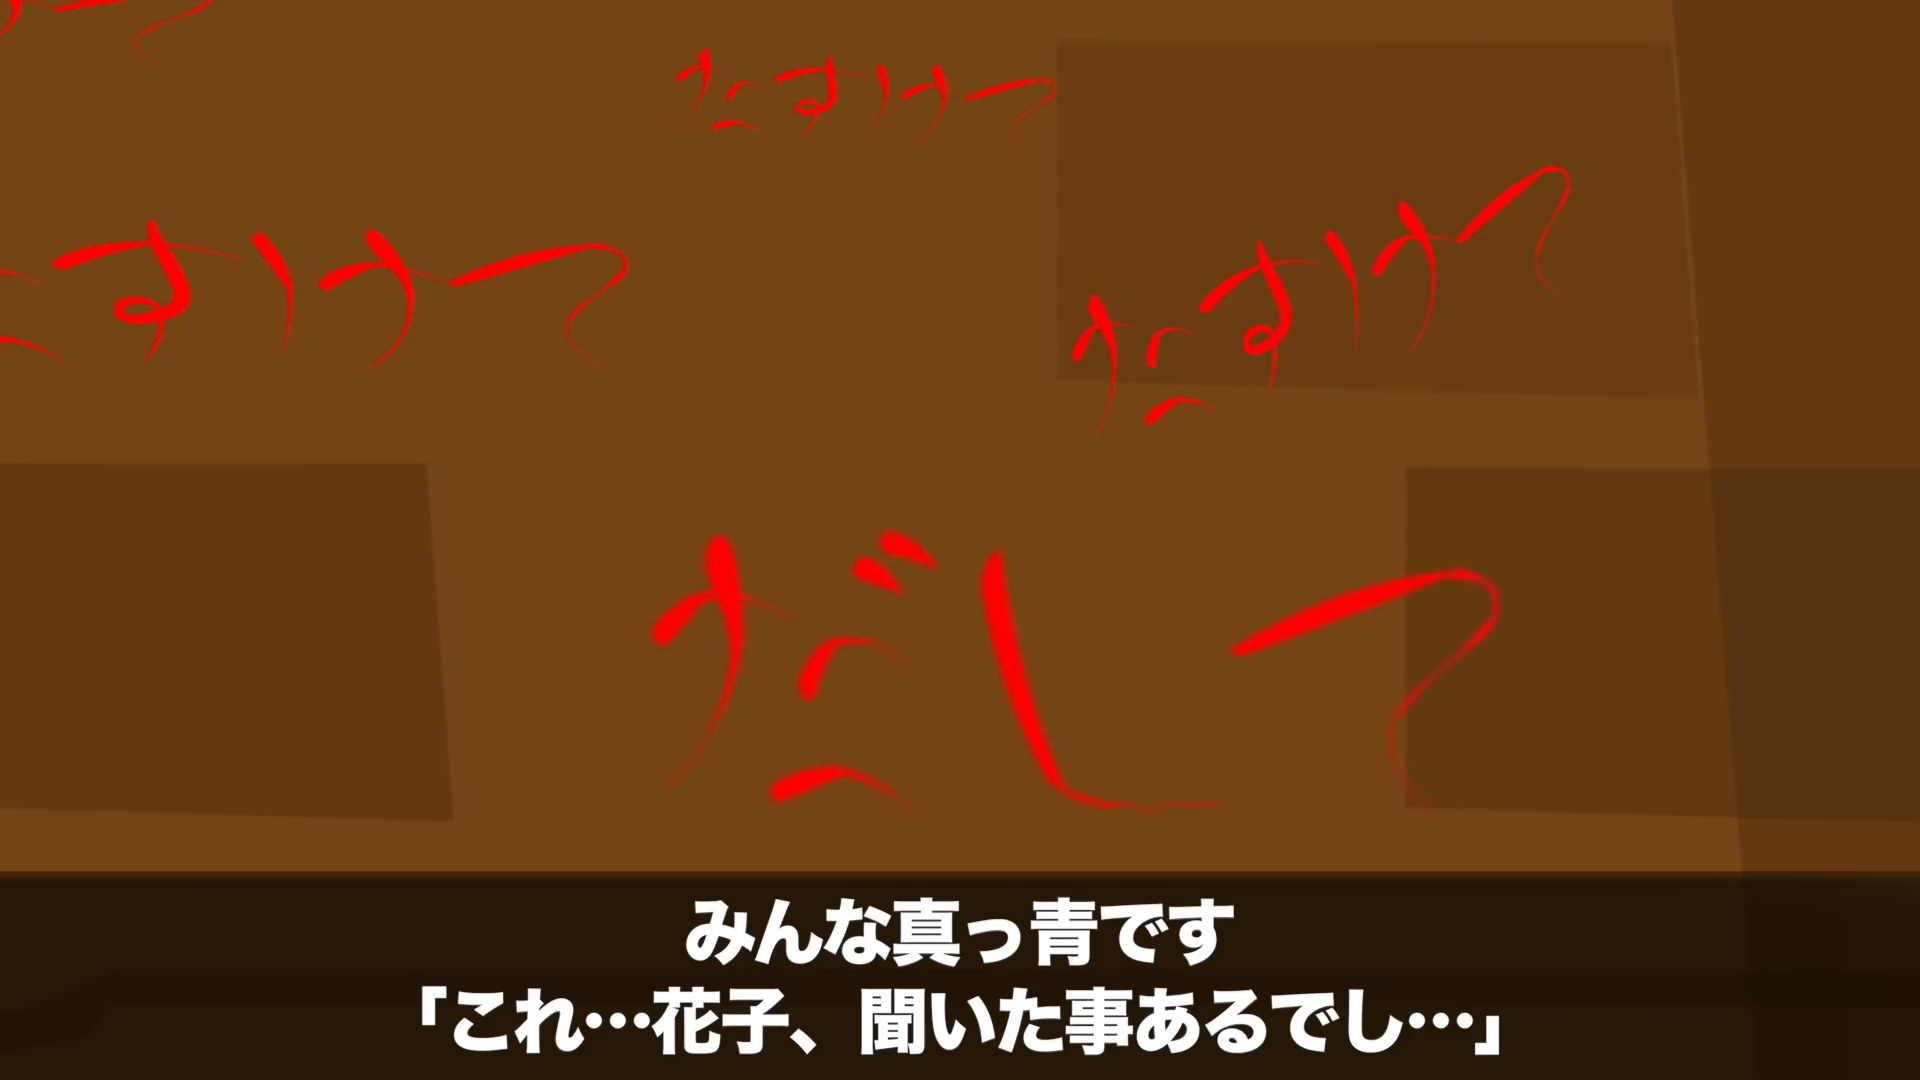 たすけて
すけて
たすけて
だして
みんな真っ青です
「これ…花子、聞いた事あるでし…」